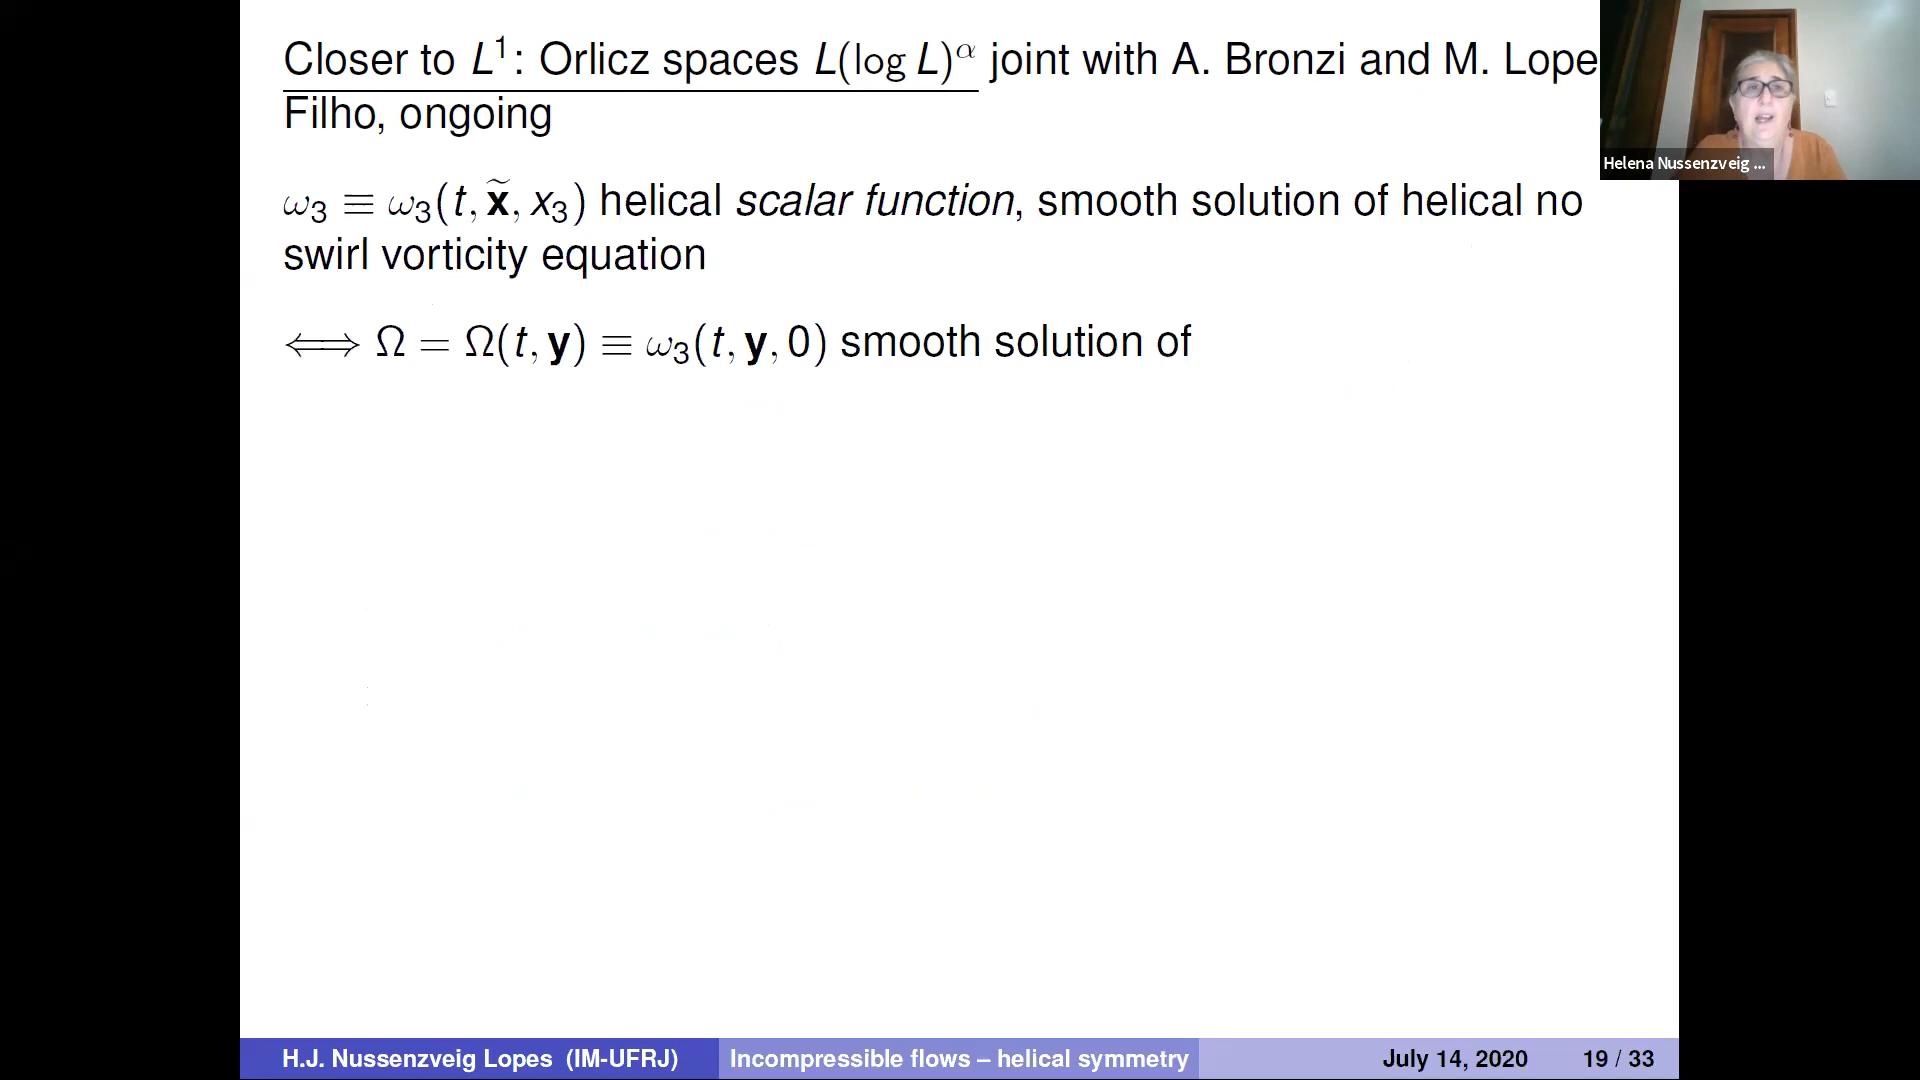 Closer to L¹: Orlicz spaces L(log L)^α joint with A. Bronzi and M. Lope
Filho, ongoing
ω₃ ≡ ω₃(t, x̃, x₃) helical scalar function, smooth solution of helical no
swirl vorticity equation
⟺ Ω = Ω(t, y) ≡ ω₃(t, y, 0) smooth solution of
Helena Nussenzveig ...
H.J. Nussenzveig Lopes (IM-UFRJ) Incompressible flows – helical symmetry July 14, 2020 19 / 33